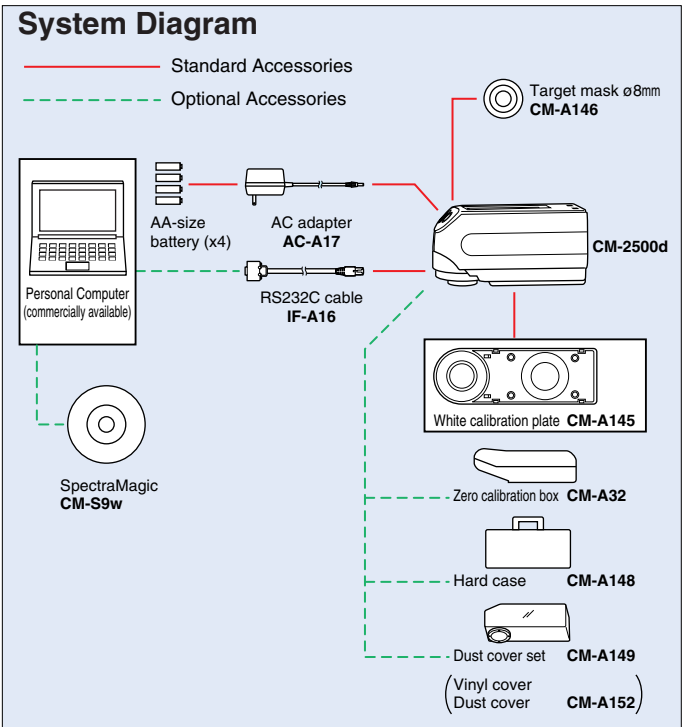 System Diagram
Standard Accessories
Optional Accessories
Target mask ø8mm
CM-A146
AA-size
battery (x4)
AC adapter
AC-A17
CM-2500d
RS232C cable
IF-A16
Personal Computer
(commercially available)
White calibration plate CM-A145
SpectraMagic
CM-S9w
Zero calibration box CM-A32
Hard case CM-A148
Dust cover set CM-A149
(Vinyl cover
Dust cover CM-A152)